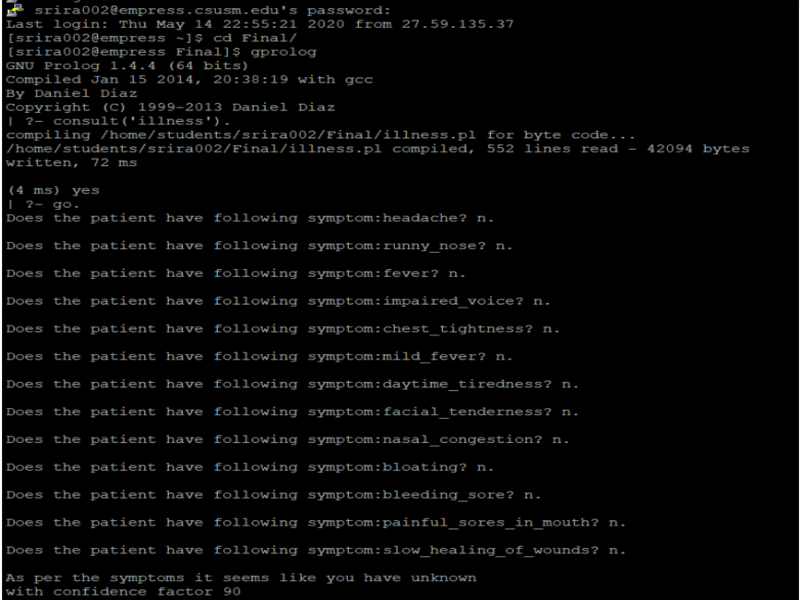 srira002@empress.csusm.edu's password:
Last login: Thu May 14 22:55:21 2020 from 27.59.135.37
[srira002@empress ~]$ cd Final/
[srira002@empress Final]$ gprolog
GNU Prolog 1.4.4 (64 bits)
Compiled Jan 15 2014, 20:38:19 with gcc
By Daniel Diaz
Copyright (C) 1999-2013 Daniel Diaz
| ?- consult('illness').
compiling /home/students/srira002/Final/illness.pl for byte code...
/home/students/srira002/Final/illness.pl compiled, 552 lines read - 42094 bytes
written, 72 ms
(4 ms) yes
| ?- go.
Does the patient have following symptom:headache? n.
Does the patient have following symptom:runny_nose? n.
Does the patient have following symptom:fever? n.
Does the patient have following symptom:impaired_voice? n.
Does the patient have following symptom:chest_tightness? n.
Does the patient have following symptom:mild_fever? n.
Does the patient have following symptom:daytime_tiredness? n.
Does the patient have following symptom:facial_tenderness? n.
Does the patient have following symptom:nasal_congestion? n.
Does the patient have following symptom:bloating? n.
Does the patient have following symptom:bleeding_sore? n.
Does the patient have following symptom:painful_sores_in_mouth? n.
Does the patient have following symptom:slow_healing_of_wounds? n.
As per the symptoms it seems like you have unknown
with confidence factor 90